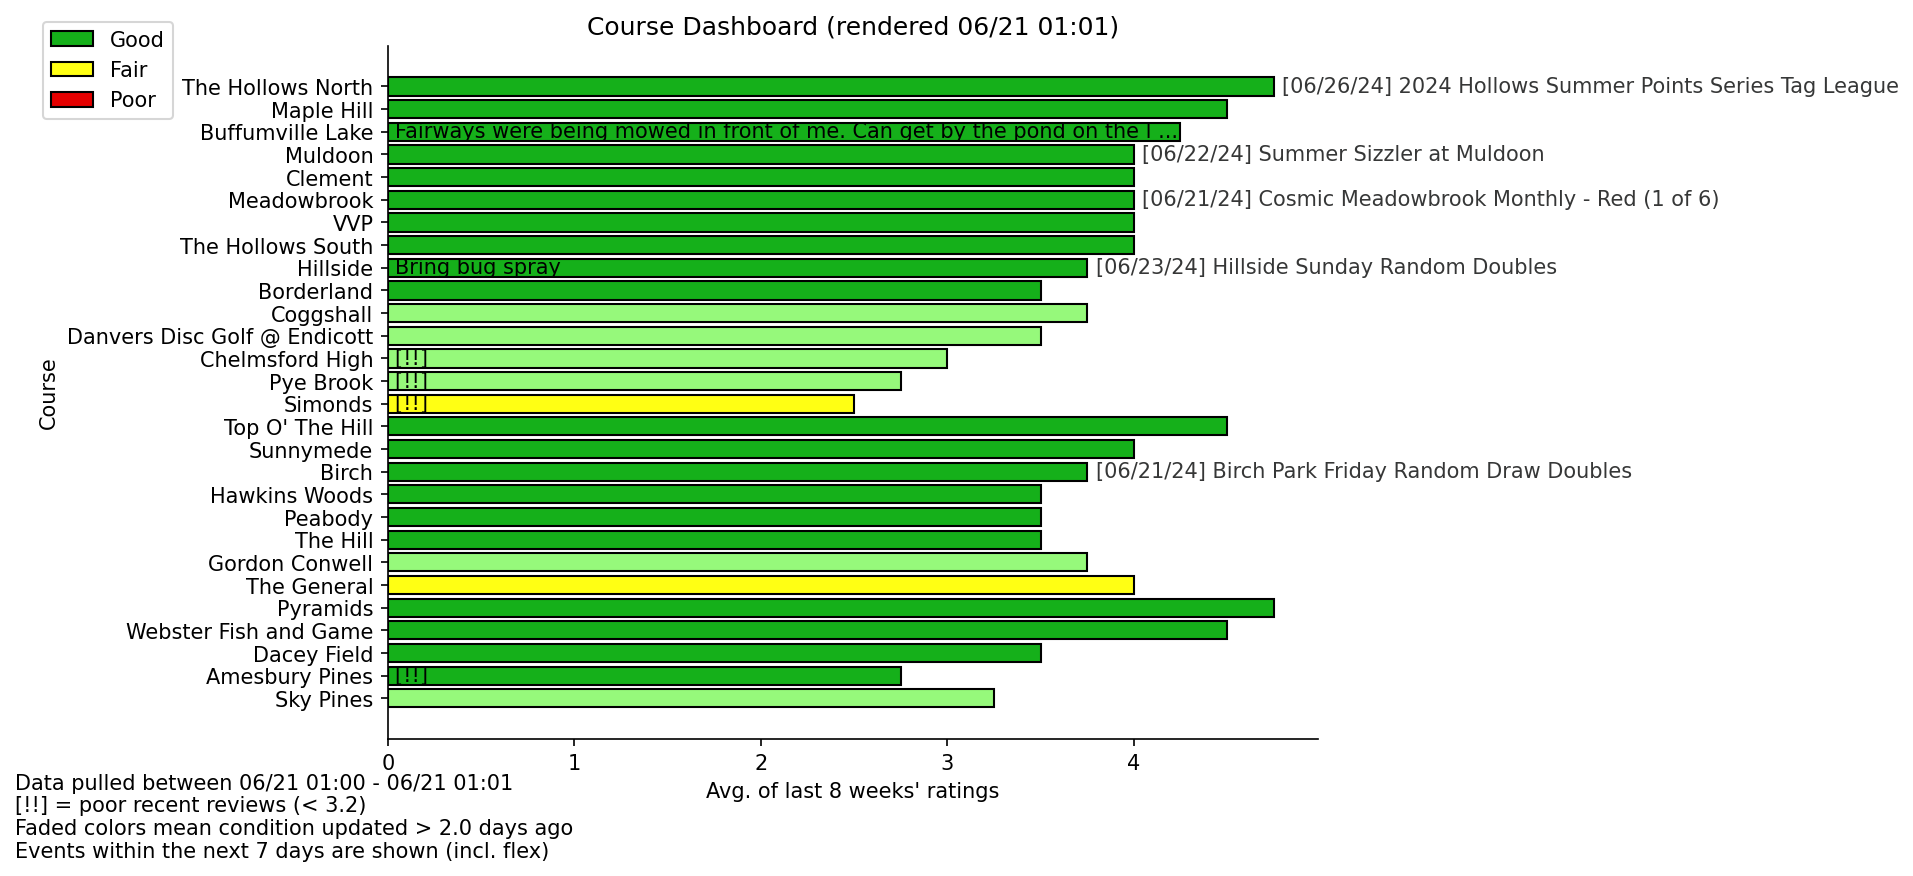 Course Dashboard (rendered 06/21 01:01)
Good
Fair
Poor
The Hollows North [06/26/24] 2024 Hollows Summer Points Series Tag League
Maple Hill
Buffumville Lake Fairways were being mowed in front of me. Can get by the pond on the l ...
Muldoon [06/22/24] Summer Sizzler at Muldoon
Clement
Meadowbrook [06/21/24] Cosmic Meadowbrook Monthly - Red (1 of 6)
VVP
The Hollows South
Hillside Bring bug spray [06/23/24] Hillside Sunday Random Doubles
Borderland
Coggshall
Danvers Disc Golf @ Endicott
Chelmsford High [!!]
Pye Brook [!!]
Simonds [!!]
Top O' The Hill
Sunnymede
Birch [06/21/24] Birch Park Friday Random Draw Doubles
Hawkins Woods
Peabody
The Hill
Gordon Conwell
The General
Pyramids
Webster Fish and Game
Dacey Field
Amesbury Pines [!!]
Sky Pines
Course
0 1 2 3 4
Avg. of last 8 weeks' ratings
Data pulled between 06/21 01:00 - 06/21 01:01
[!!] = poor recent reviews (< 3.2)
Faded colors mean condition updated > 2.0 days ago
Events within the next 7 days are shown (incl. flex)